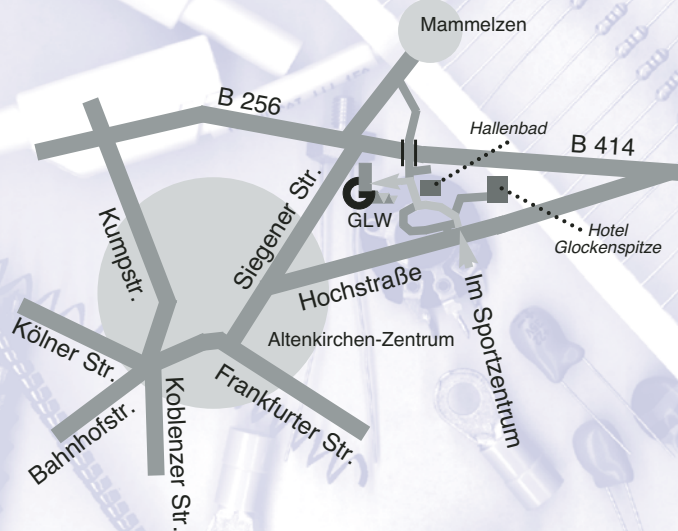 Mammelzen
B 256
Hallenbad
B 414
Siegener Str.
GLW
Kumpstr.
Hotel
Glockenspitze
Hochstraße
Im Sportzentrum
Kölner Str.
Altenkirchen-Zentrum
Frankfurter Str.
Bahnhofstr.
Koblenzer Str.